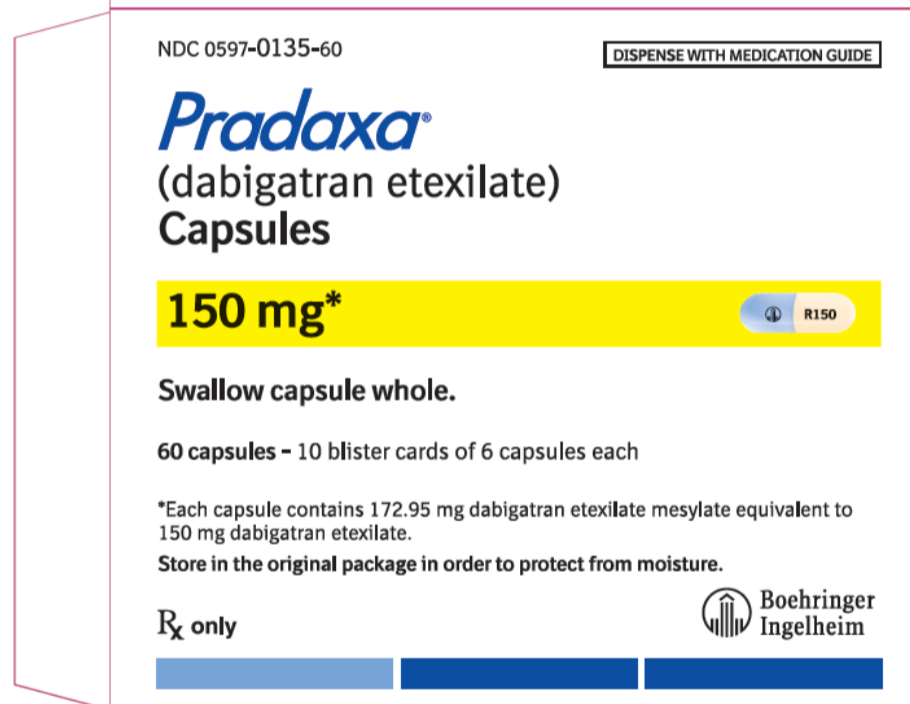 NDC 0597-0135-60
DISPENSE WITH MEDICATION GUIDE
Pradaxa®
(dabigatran etexilate)
Capsules
150 mg*
R150
Swallow capsule whole.
60 capsules – 10 blister cards of 6 capsules each
*Each capsule contains 172.95 mg dabigatran etexilate mesylate equivalent to
150 mg dabigatran etexilate.
Store in the original package in order to protect from moisture.
Rx only
Boehringer
Ingelheim